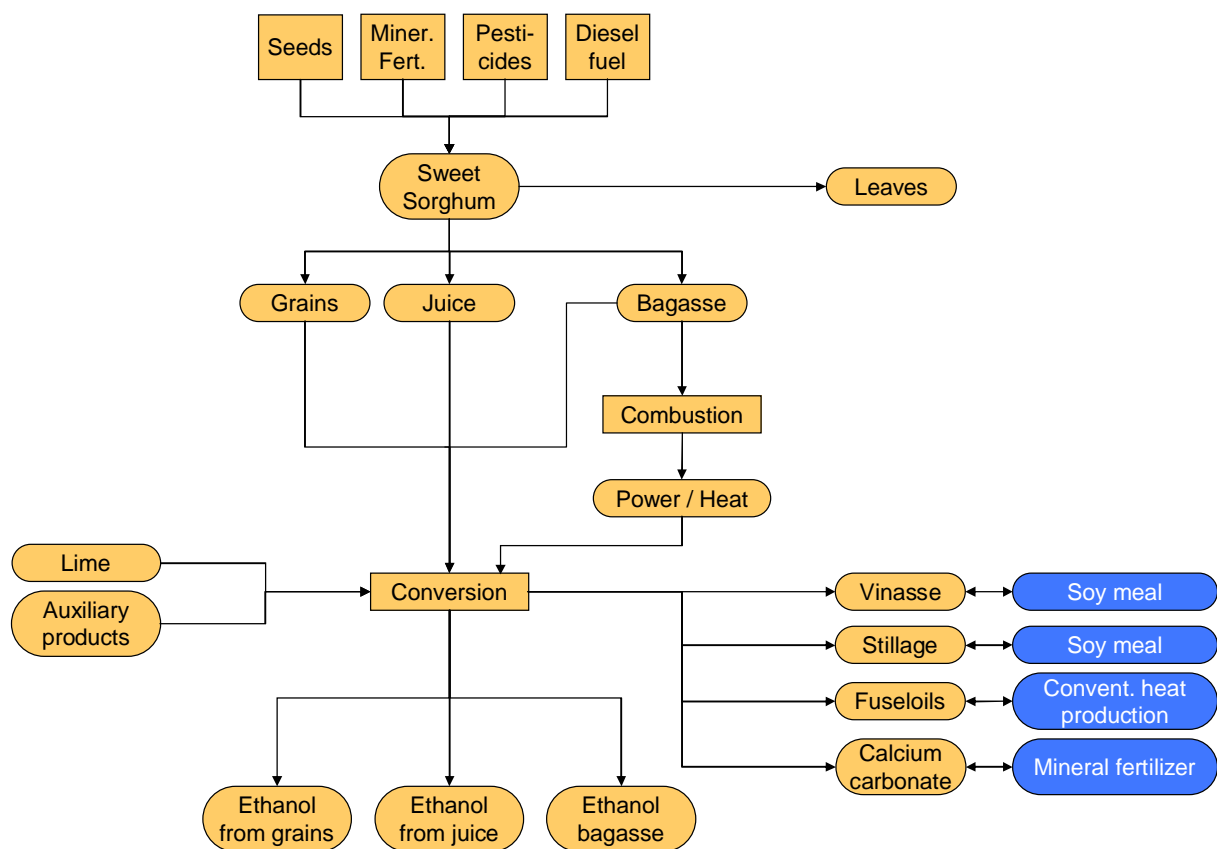 Seeds
Miner.
Fert.
Pesti-
cides
Diesel
fuel
Sweet
Sorghum
Leaves
Grains
Juice
Bagasse
Combustion
Power / Heat
Lime
Auxiliary
products
Conversion
Vinasse
Soy meal
Stillage
Soy meal
Fuseloils
Convent. heat
production
Calcium
carbonate
Mineral fertilizer
Ethanol
from grains
Ethanol
from juice
Ethanol
bagasse